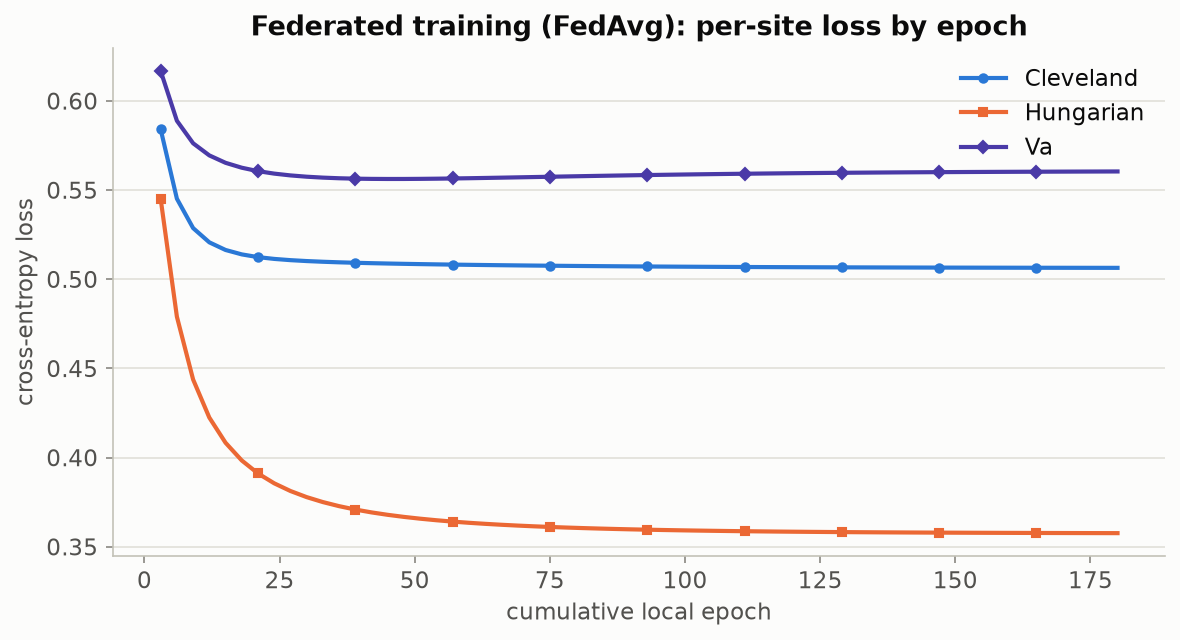 Federated training (FedAvg): per-site loss by epoch
Cleveland
Hungarian
Va
cross-entropy loss
0.60
0.55
0.50
0.45
0.40
0.35
0 25 50 75 100 125 150 175
cumulative local epoch